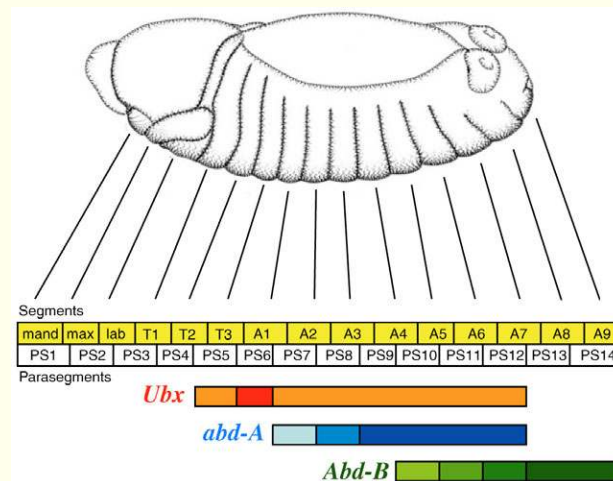 Segments
mand max lab T1 T2 T3 A1 A2 A3 A4 A5 A6 A7 A8 A9
PS1 PS2 PS3 PS4 PS5 PS6 PS7 PS8 PS9 PS10 PS11 PS12 PS13 PS14
Parasegments
Ubx
abd-A
Abd-B